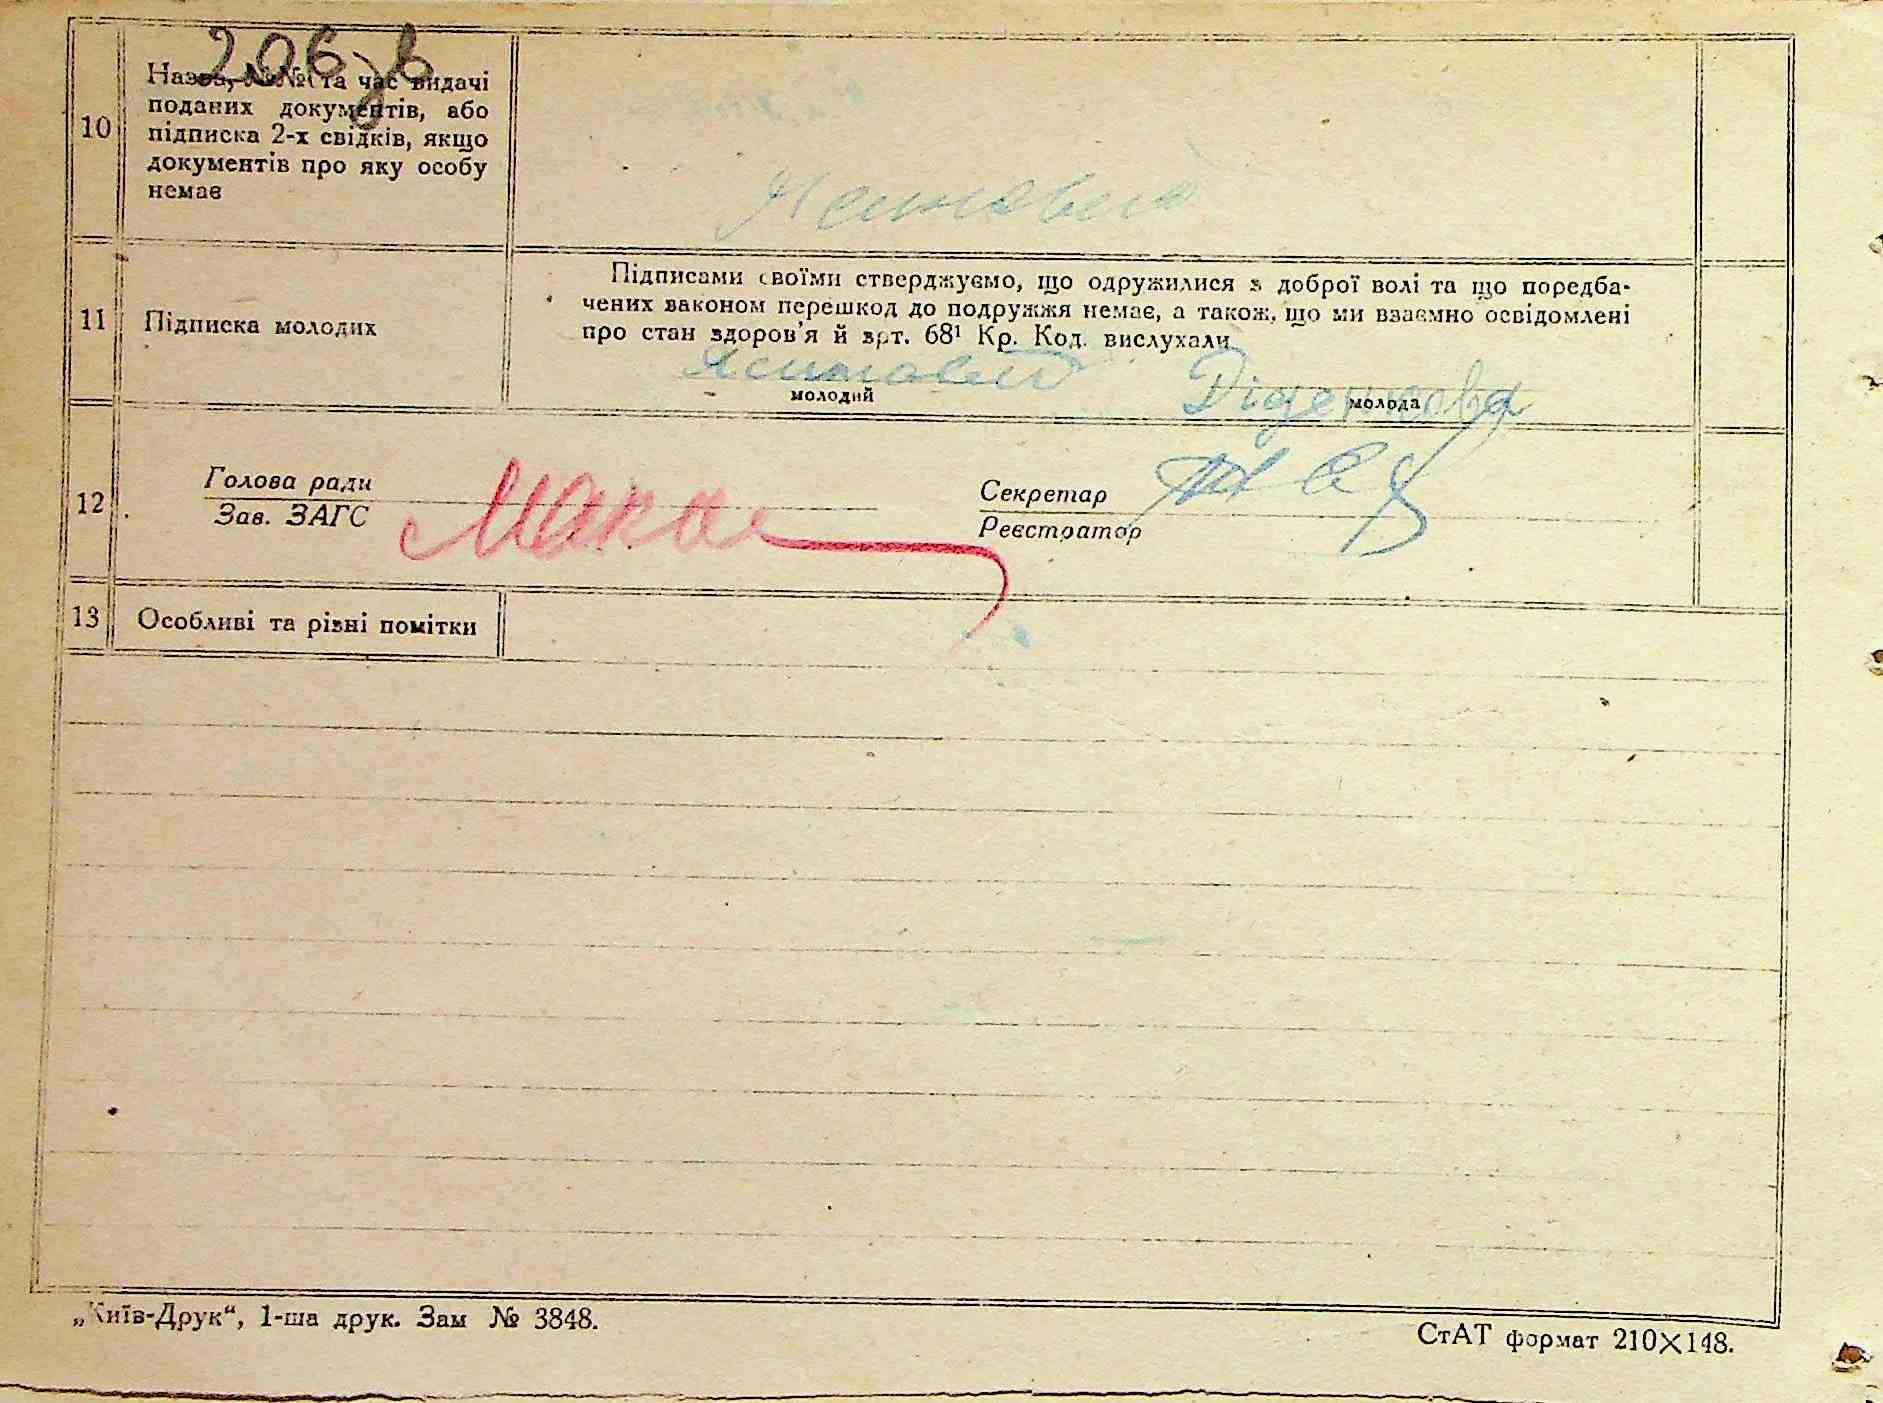 206
10
Назва, №№ та час видачі
поданих документів, або
підписка 2-х свідків, якщо
документів про яку особу
немає
11
Підписка молодих
Підписами своїми стверджуємо, що одружилися з доброї волі та що передба-
чених законом перешкод до подружжя немає, а також, що ми взаємно освідомлені
про стан здоров'я й арт. 68¹ Кр. Код. вислухали
Діденкова
молодий
молода
12
Голова ради
Зав. ЗАГС
Секретар
Реєстратор
13
Особливі та різні помітки
„Київ-Друк“, 1-ша друк. Зам № 3848.
СтАТ формат 210×148.